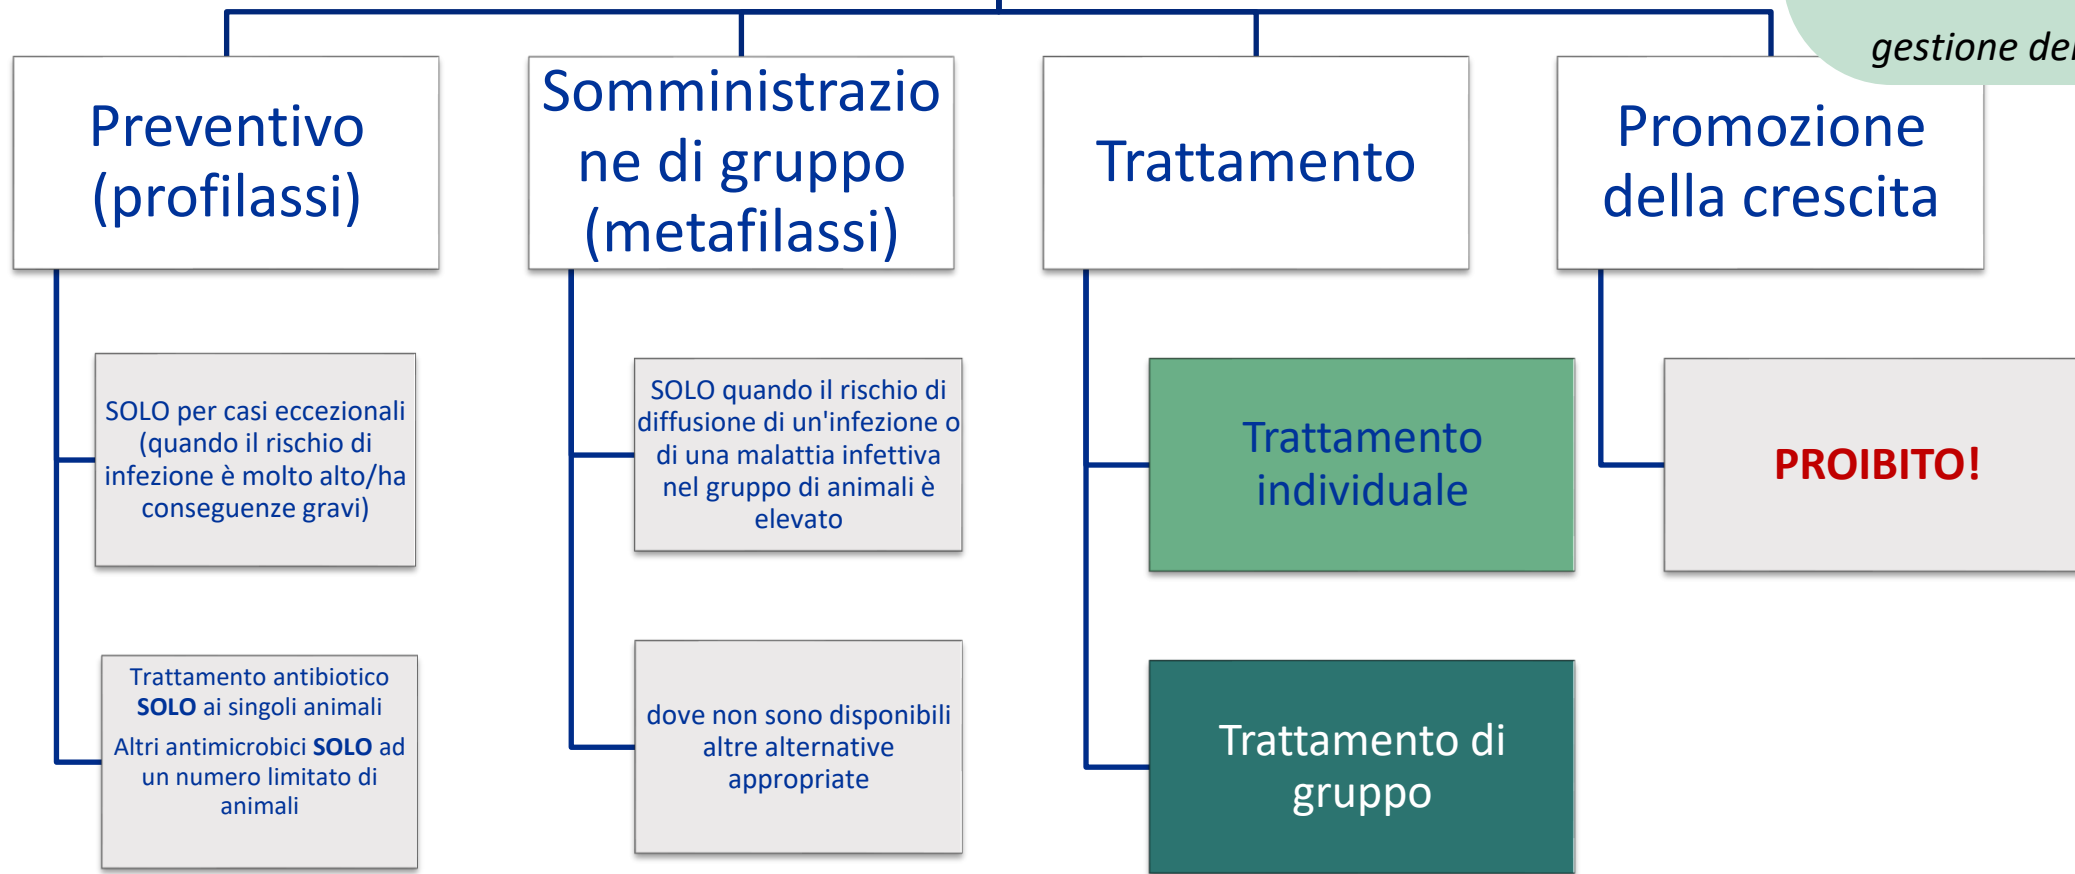 gestione del
Preventivo
(profilassi)
Somministrazio
ne di gruppo
(metafilassi)
Trattamento
Promozione
della crescita
SOLO per casi eccezionali
(quando il rischio di
infezione è molto alto/ha
conseguenze gravi)
SOLO quando il rischio di
diffusione di un'infezione o
di una malattia infettiva
nel gruppo di animali è
elevato
Trattamento
individuale
PROIBITO!
Trattamento antibiotico
SOLO ai singoli animali
Altri antimicrobici SOLO ad
un numero limitato di
animali
dove non sono disponibili
altre alternative
appropriate
Trattamento di
gruppo